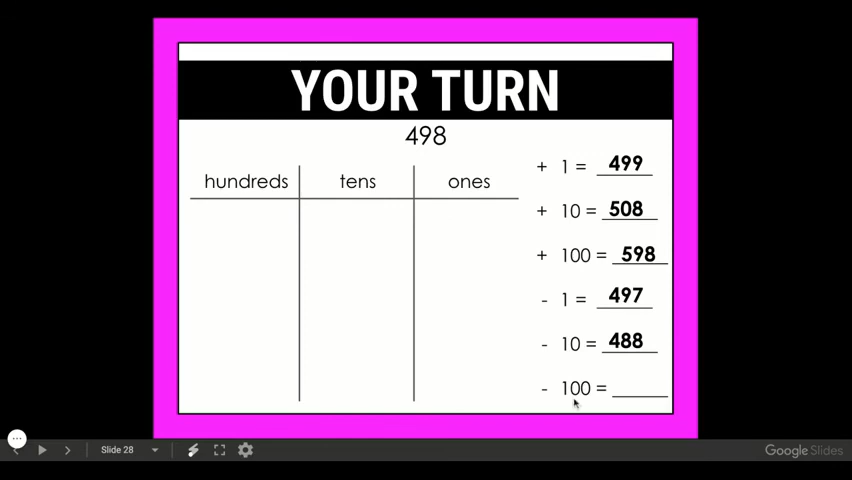 YOUR TURN
498
hundreds tens ones
+ 1 = 499
+ 10 = 508
+ 100 = 598
- 1 = 497
- 10 = 488
- 100 = ____
Slide 28
Google Slides